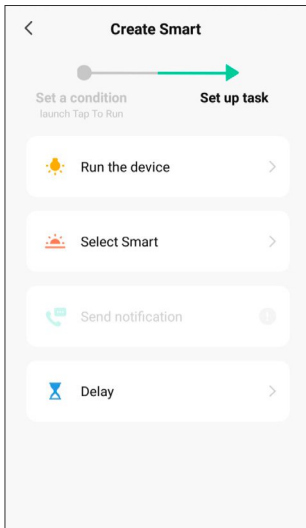 Create Smart
Set a condition
launch Tap To Run
Set up task
Run the device
Select Smart
Send notification
Delay